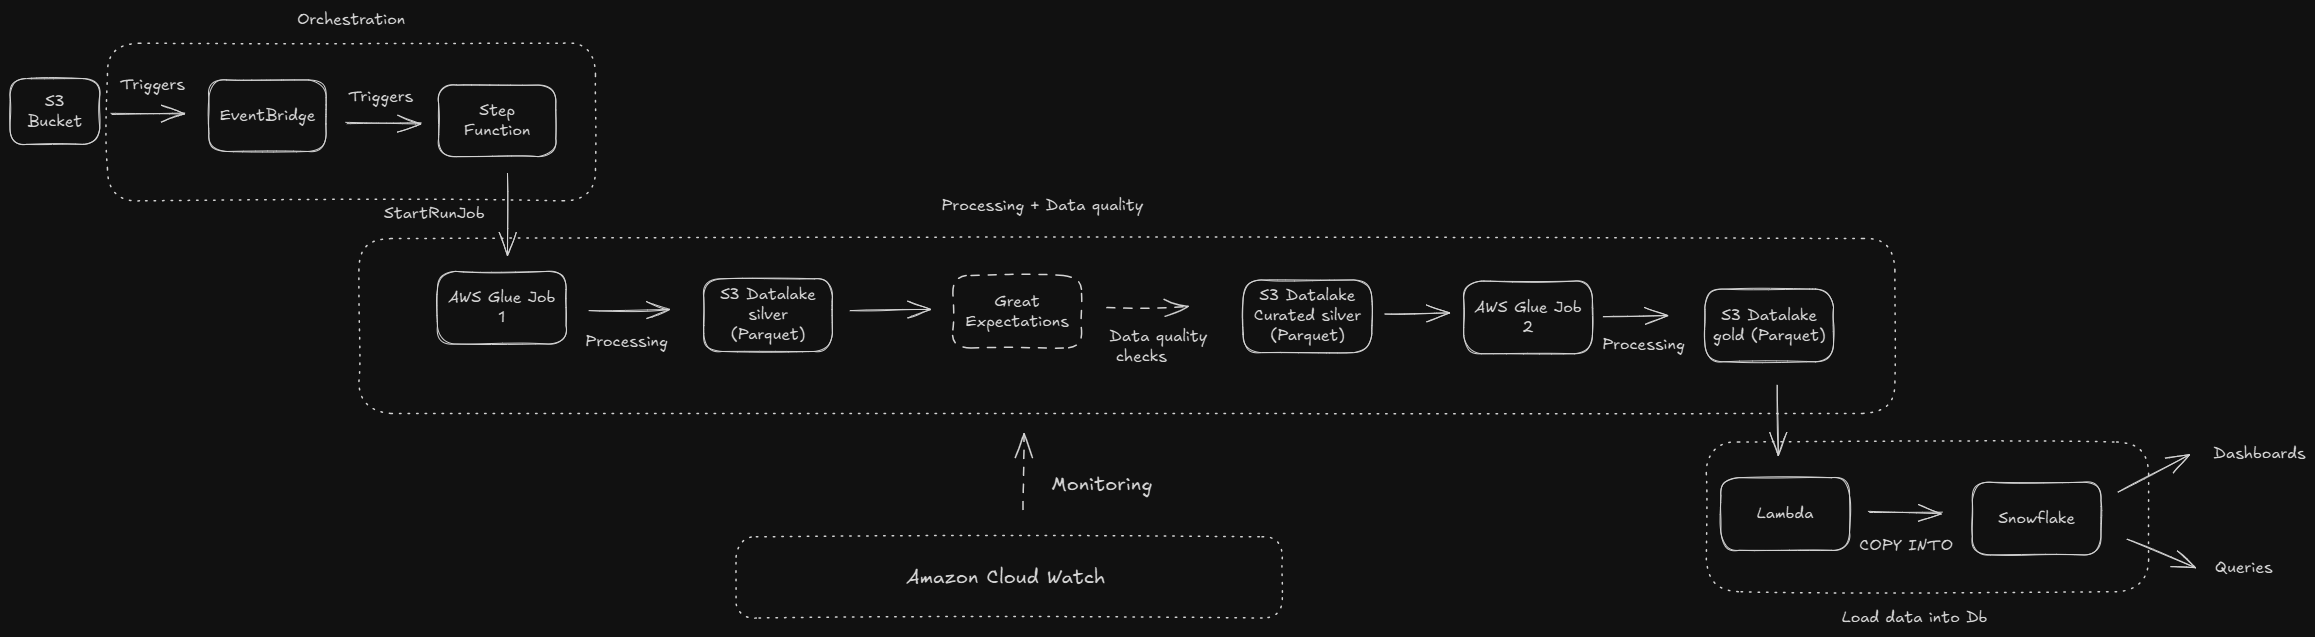 Orchestration
S3
Bucket
Triggers
EventBridge
Triggers
Step
Function
StartRunJob
Processing + Data quality
AWS Glue Job
1
Processing
S3 Datalake
silver
(Parquet)
Great
Expectations
Data quality
checks
S3 Datalake
Curated silver
(Parquet)
AWS Glue Job
2
Processing
S3 Datalake
gold (Parquet)
Monitoring
Amazon Cloud Watch
Lambda
COPY INTO
Snowflake
Dashboards
Queries
Load data into Db